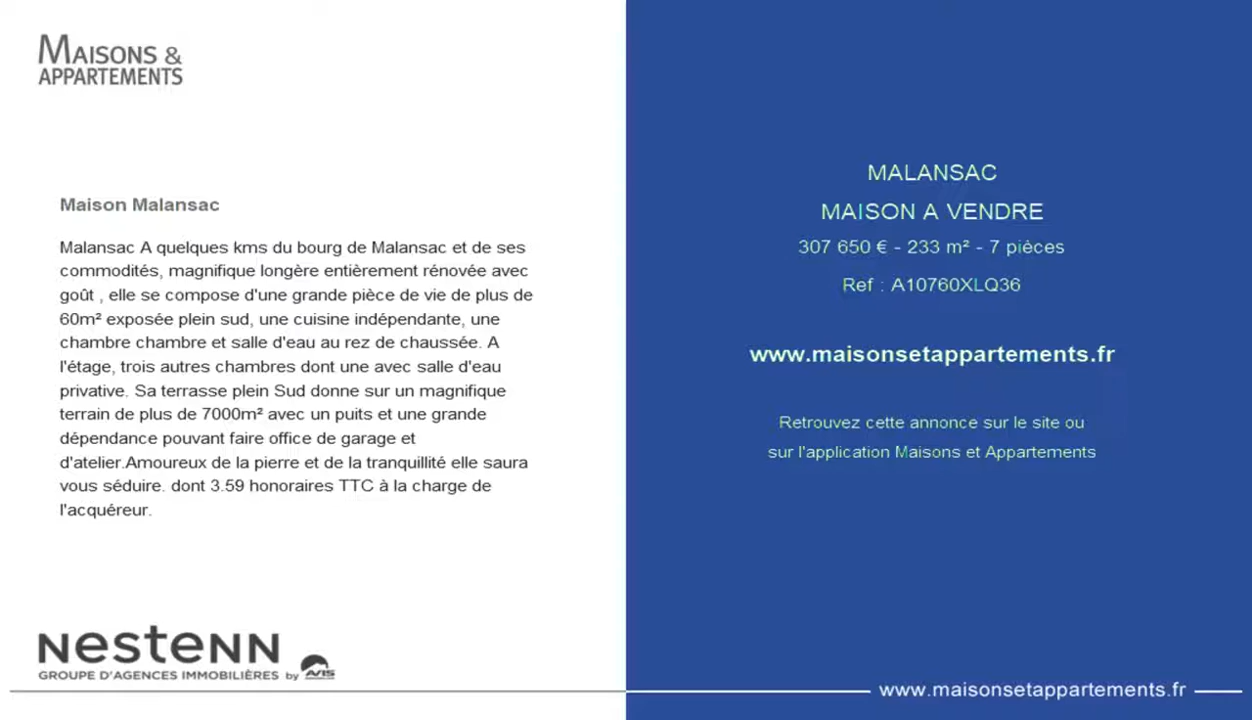 MAISONS &
APPARTEMENTS
Maison Malansac
Malansac A quelques kms du bourg de Malansac et de ses
commodités, magnifique longère entièrement rénovée avec
goût , elle se compose d'une grande pièce de vie de plus de
60m² exposée plein sud, une cuisine indépendante, une
chambre chambre et salle d'eau au rez de chaussée. A
l'étage, trois autres chambres dont une avec salle d'eau
privative. Sa terrasse plein Sud donne sur un magnifique
terrain de plus de 7000m² avec un puits et une grande
dépendance pouvant faire office de garage et
d'atelier.Amoureux de la pierre et de la tranquillité elle saura
vous séduire. dont 3.59 honoraires TTC à la charge de
l'acquéreur.
Nestenn
GROUPE D'AGENCES IMMOBILIÈRES by AVIS
MALANSAC
MAISON A VENDRE
307 650 € - 233 m² - 7 pièces
Ref : A10760XLQ36
www.maisonsetappartements.fr
Retrouvez cette annonce sur le site ou
sur l'application Maisons et Appartements
www.maisonsetappartements.fr